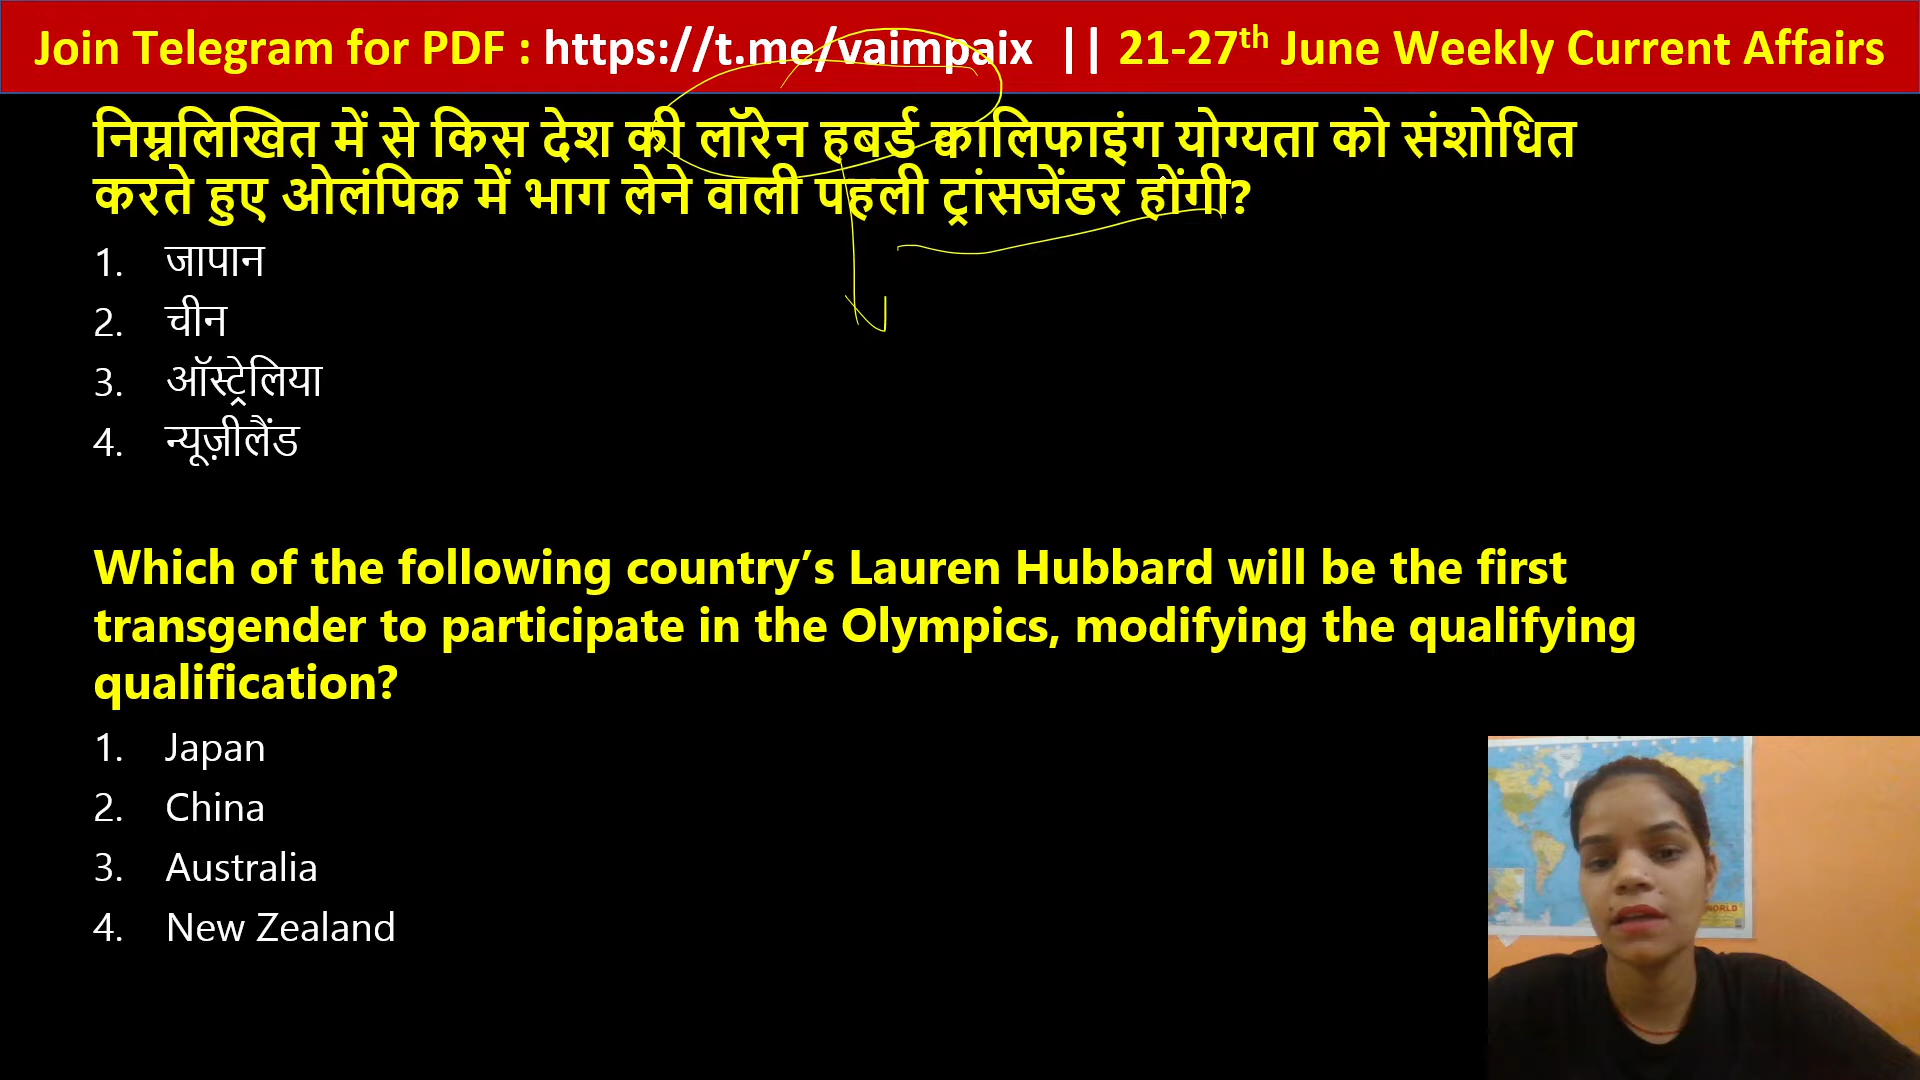 Join Telegram for PDF : https://t.me/vaimpaix || 21-27th June Weekly Current Affairs
निम्नलिखित में से किस देश की लॉरेन हबर्ड क्वालिफाइंग योग्यता को संशोधित
करते हुए ओलंपिक में भाग लेने वाली पहली ट्रांसजेंडर होंगी?
1. जापान
2. चीन
3. ऑस्ट्रेलिया
4. न्यूज़ीलैंड
Which of the following country’s Lauren Hubbard will be the first
transgender to participate in the Olympics, modifying the qualifying
qualification?
1. Japan
2. China
3. Australia
4. New Zealand
WORLD